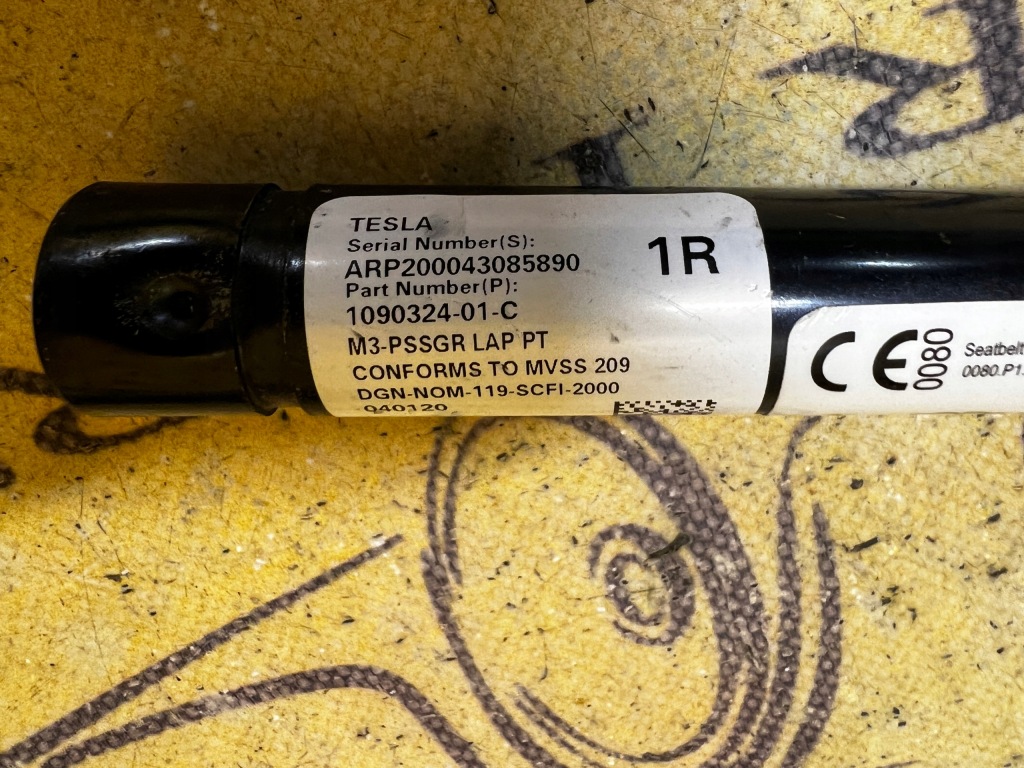 TESLA
Serial Number(S):
ARP200043085890
1R
Part Number(P):
1090324-01-C
M3-PSSGR LAP PT
CONFORMS TO MVSS 209
DGN-NOM-119-SCFI-2000
040120
CE 0080
Seatbelt
0080.P1.